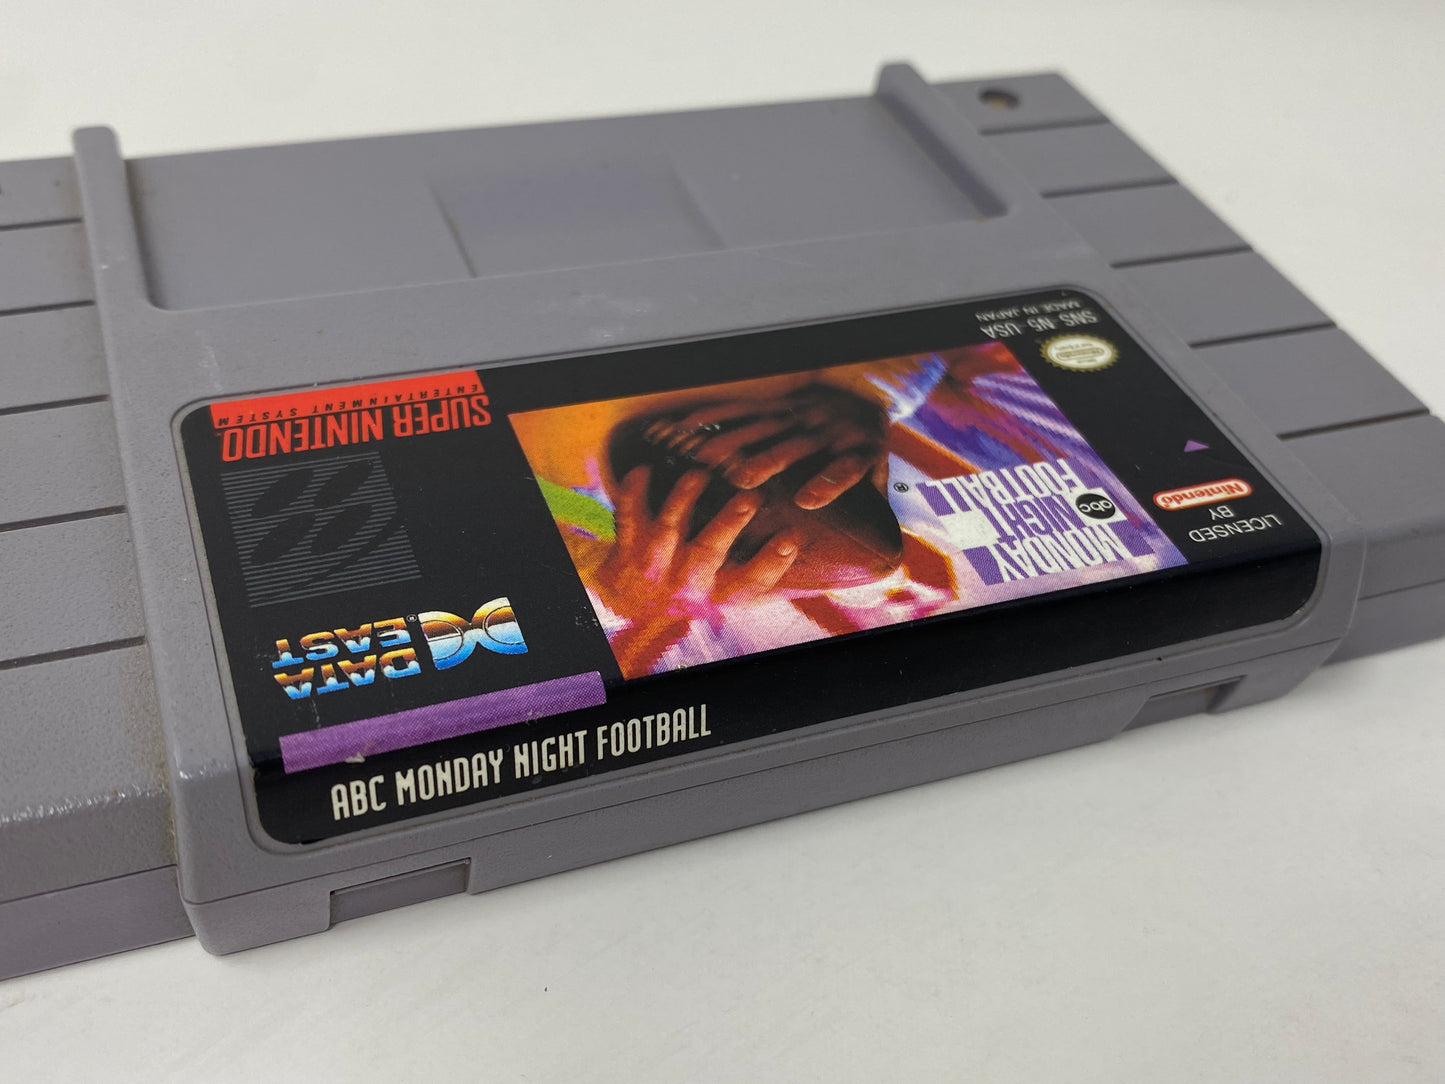 SUPER NINTENDO
ENTERTAINMENT SYSTEM
DATA
EAST®
SNS-N5-USA
MADE IN JAPAN
abc
MONDAY
NIGHT
FOOTBALL®
LICENSED
BY
Nintendo
ABC MONDAY NIGHT FOOTBALL